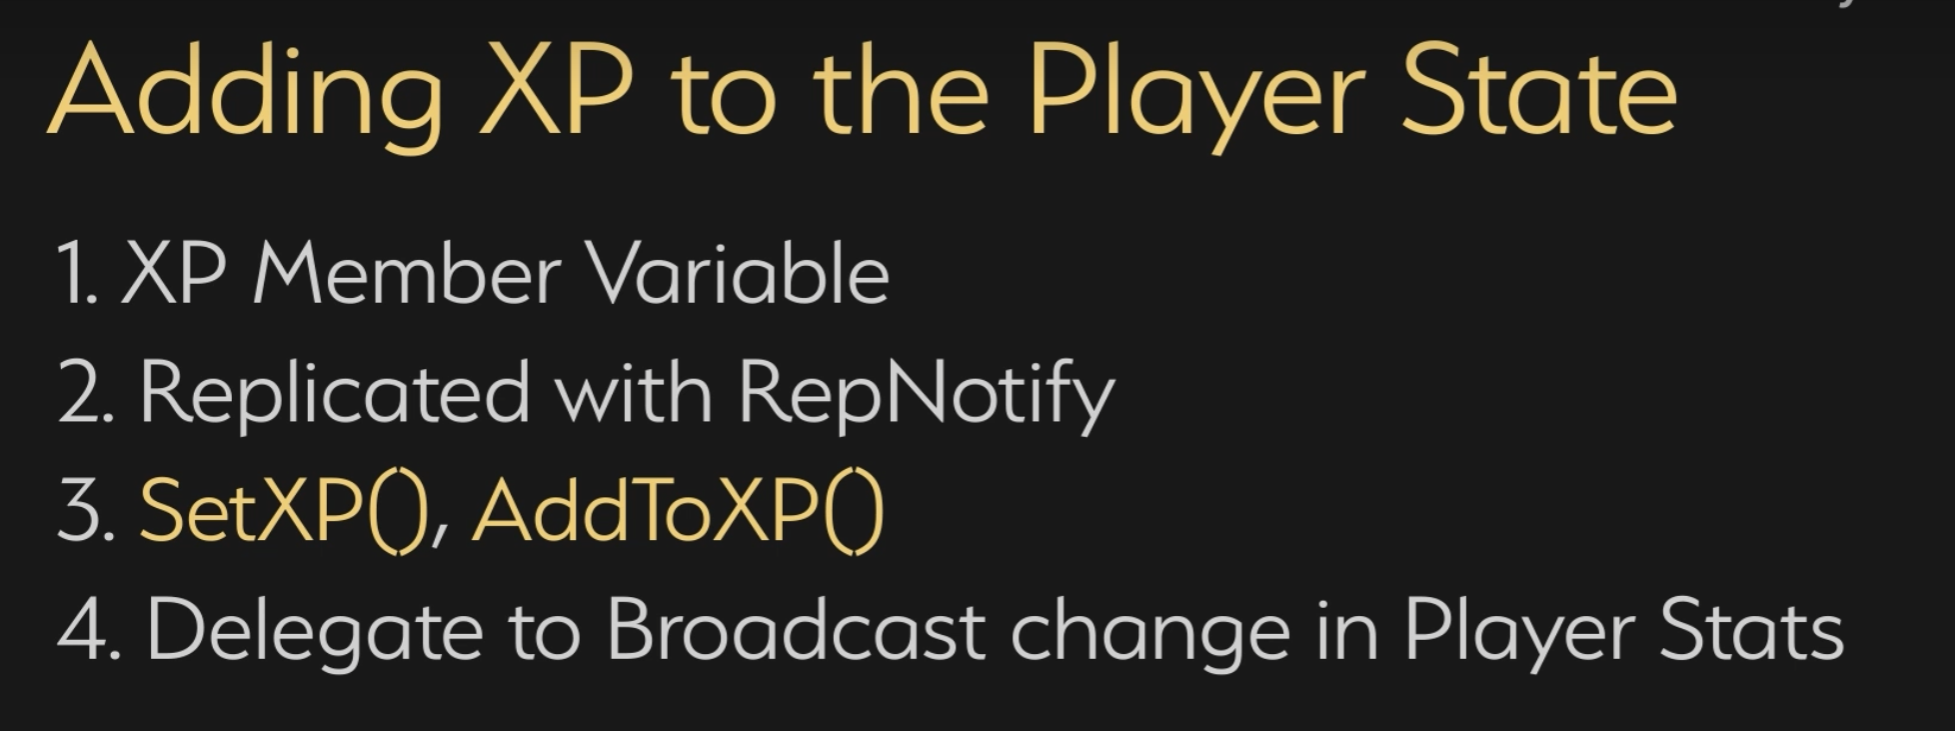 Adding XP to the Player State
1. XP Member Variable
2. Replicated with RepNotify
3. SetXP(), AddToXP()
4. Delegate to Broadcast change in Player Stats